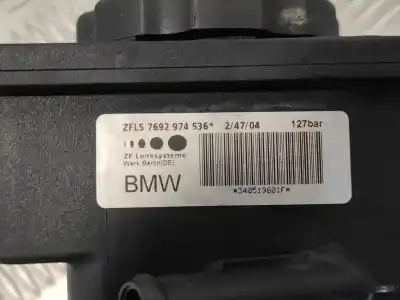 ZFLS 7692 974 536* 2/47/04 127bar
ZF Lenksysteme
Werk Berlin(DE)
BMW
*348519601F*